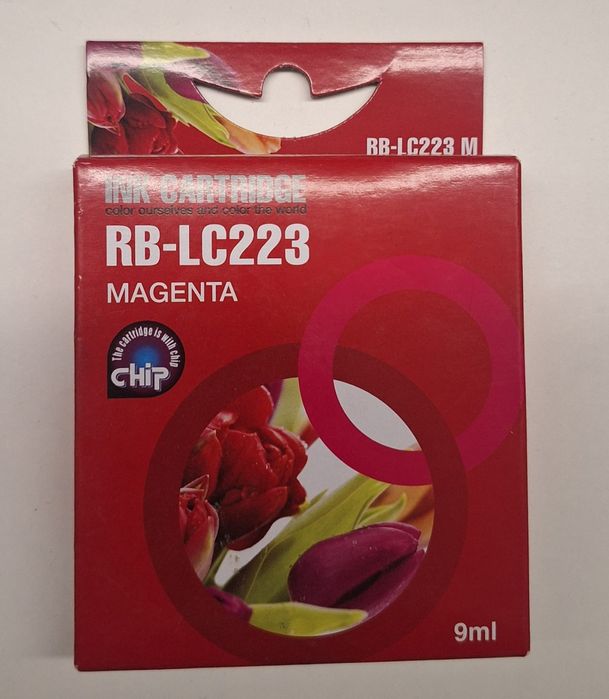 RB-LC223 M
INK CARTRIDGE
color ourselves and color the world
RB-LC223
MAGENTA
The Cartridge is with chip
CHiP
9ml